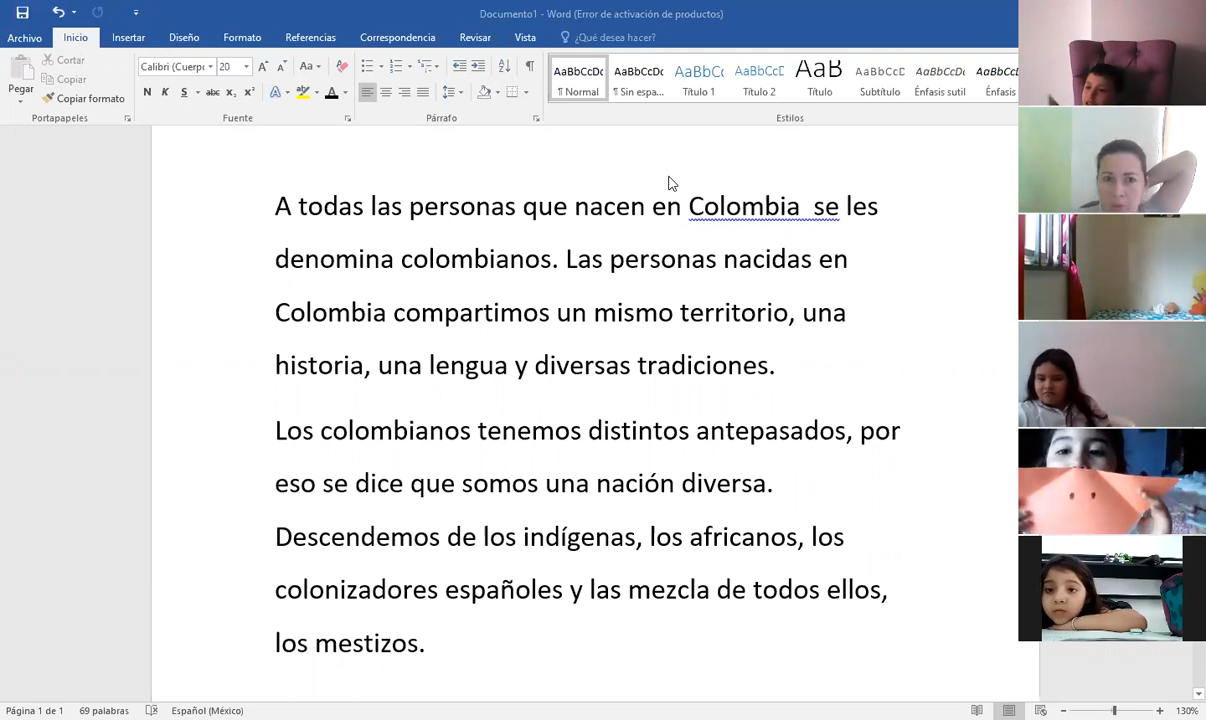 Documento1 - Word (Error de activación de productos)
Archivo Inicio Insertar Diseño Formato Referencias Correspondencia Revisar Vista ¿Qué desea hacer?
Pegar
Cortar
Copiar
Copiar formato
Portapapeles
Calibri (Cuerpo 20
Aa
N K S abc x₂ x² A A
Fuente
Párrafo
AaBbCcDc AaBbCcDc AaBbCc AaBbCcD AaB AaBbCcD AaBbCcDc AaBbCcDc
¶ Normal ¶ Sin espa... Título 1 Título 2 Título Subtítulo Énfasis sutil Énfasis
Estilos
A todas las personas que nacen en Colombia  se les
denomina colombianos. Las personas nacidas en
Colombia compartimos un mismo territorio, una
historia, una lengua y diversas tradiciones.
Los colombianos tenemos distintos antepasados, por
eso se dice que somos una nación diversa.
Descendemos de los indígenas, los africanos, los
colonizadores españoles y las mezcla de todos ellos,
los mestizos.
Página 1 de 1 69 palabras Español (México) 130%